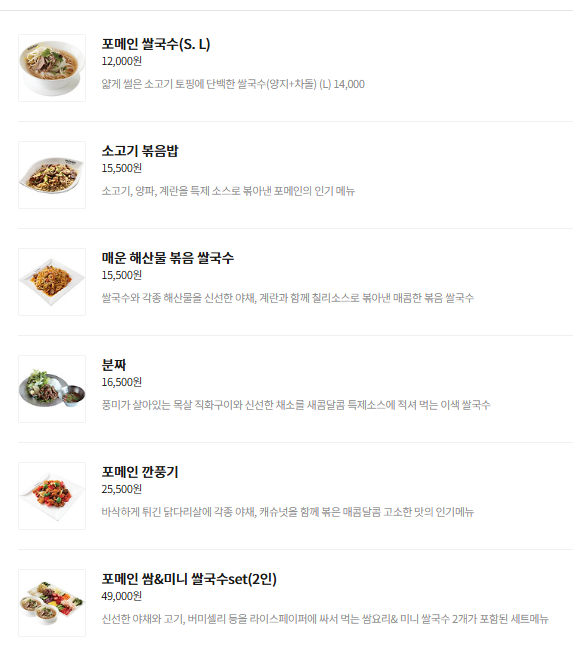 포메인 쌀국수(S. L)
12,000원
얇게 썰은 소고기 토핑에 단백한 쌀국수(양지+차돌) (L) 14,000
소고기 볶음밥
15,500원
소고기, 양파, 계란을 특제 소스로 볶아낸 포메인의 인기 메뉴
매운 해산물 볶음 쌀국수
15,500원
쌀국수와 각종 해산물을 신선한 야채, 계란과 함께 칠리소스로 볶아낸 매콤한 볶음 쌀국수
분짜
16,500원
풍미가 살아있는 목살 직화구이와 신선한 채소를 새콤달콤 특제소스에 적셔 먹는 이색 쌀국수
포메인 깐풍기
25,500원
바삭하게 튀긴 닭다리살에 각종 야채, 캐슈넛을 함께 볶은 매콤달콤 고소한 맛의 인기메뉴
포메인 쌈&미니 쌀국수set(2인)
49,000원
신선한 야채와 고기, 버미셀리 등을 라이스페이퍼에 싸서 먹는 쌈요리& 미니 쌀국수 2개가 포함된 세트메뉴